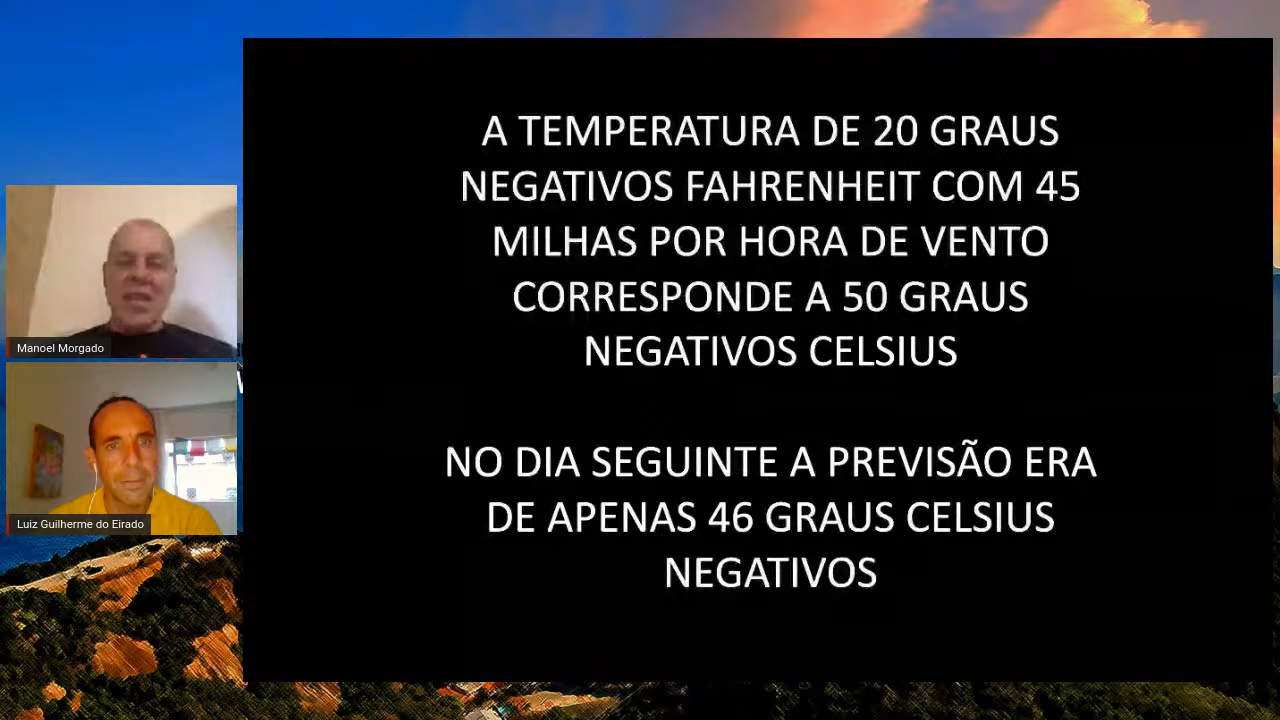 A TEMPERATURA DE 20 GRAUS
NEGATIVOS FAHRENHEIT COM 45
MILHAS POR HORA DE VENTO
CORRESPONDE A 50 GRAUS
NEGATIVOS CELSIUS
NO DIA SEGUINTE A PREVISÃO ERA
DE APENAS 46 GRAUS CELSIUS
NEGATIVOS
Manoel Morgado
Luiz Guilherme do Eirado